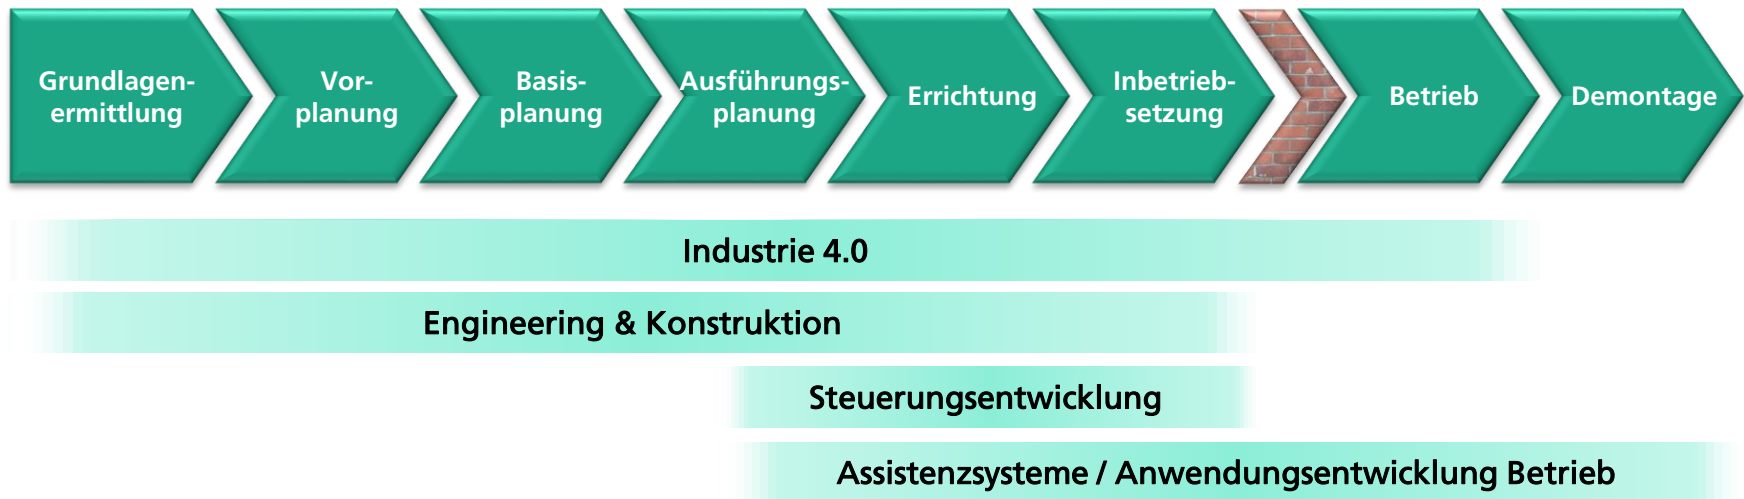 Grundlagen-
ermittlung
Vor-
planung
Basis-
planung
Ausführungs-
planung
Errichtung
Inbetrieb-
setzung
Betrieb
Demontage
Industrie 4.0
Engineering & Konstruktion
Steuerungsentwicklung
Assistenzsysteme / Anwendungsentwicklung Betrieb